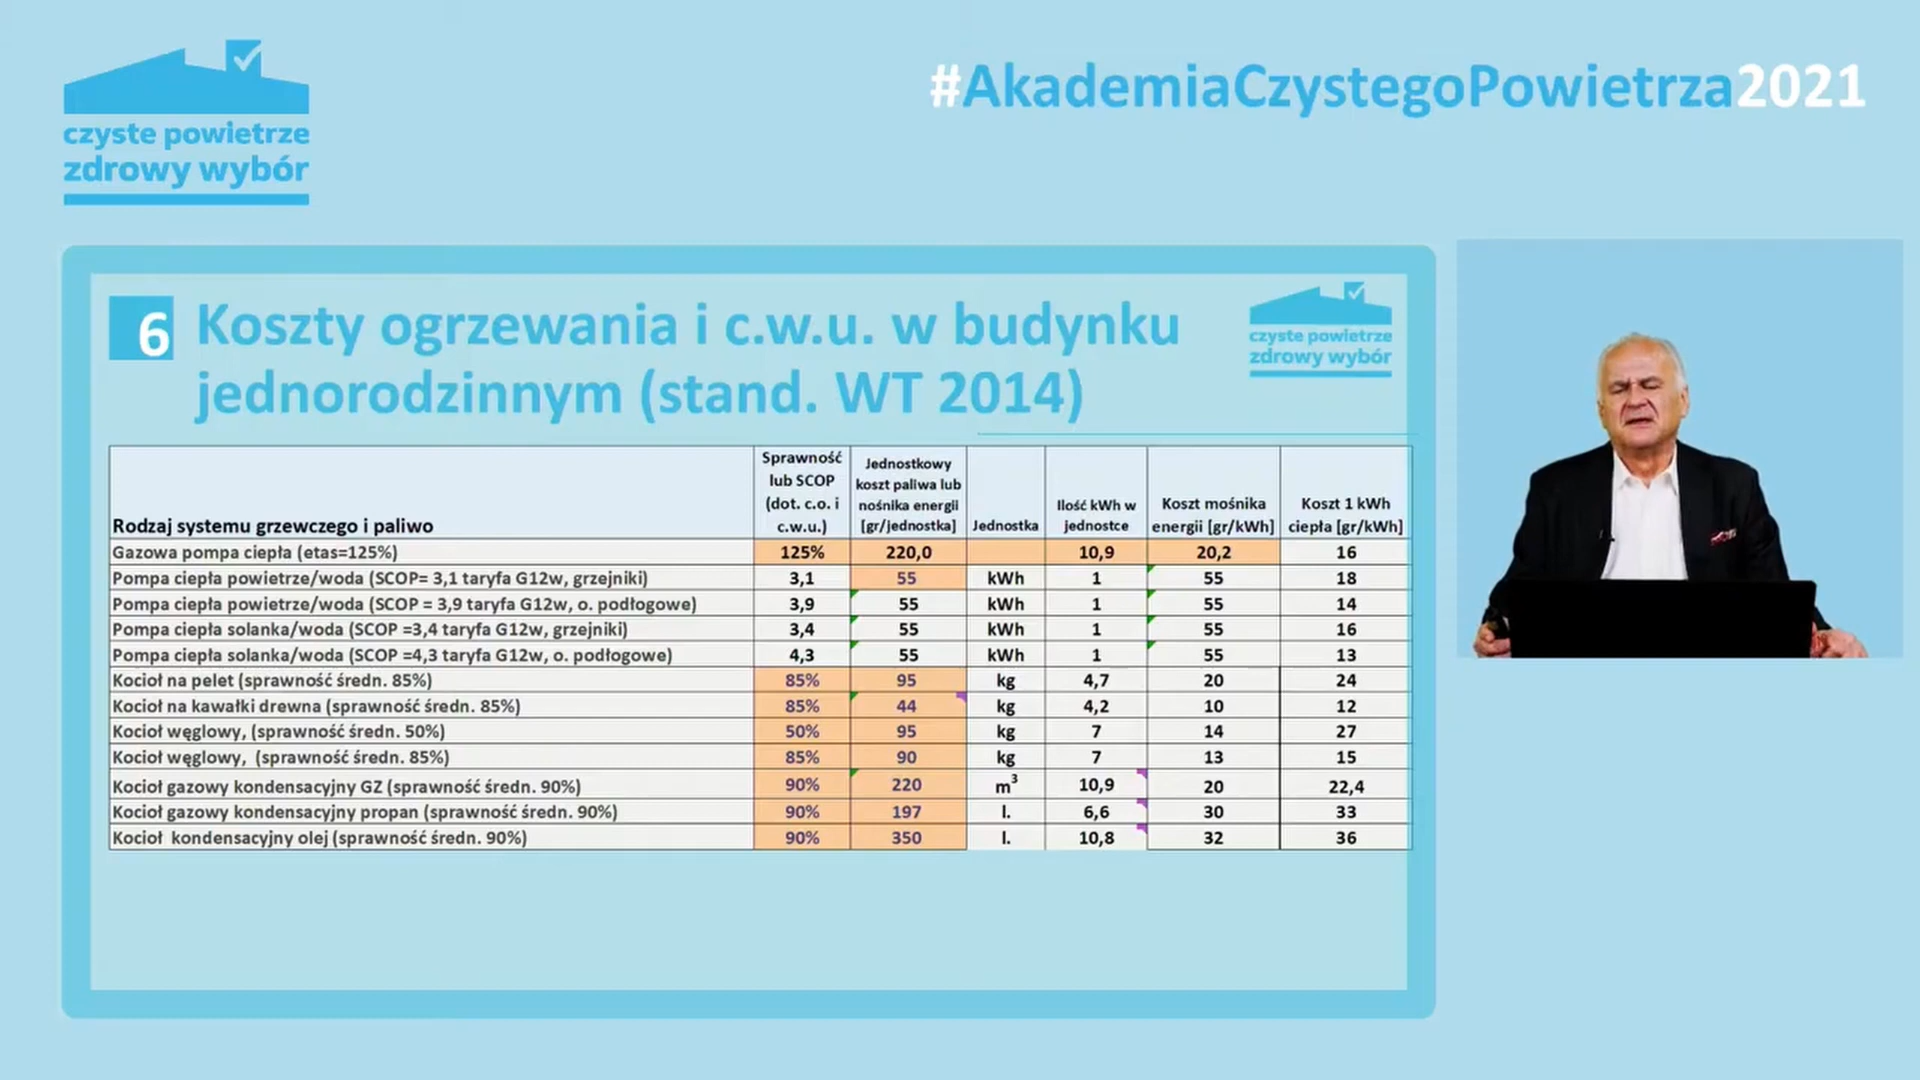 czyste powietrze
zdrowy wybór
#AkademiaCzystegoPowietrza2021
6 Koszty ogrzewania i c.w.u. w budynku
jednorodzinnym (stand. WT 2014)
czyste powietrze
zdrowy wybór
Rodzaj systemu grzewczego i paliwo
Sprawność
lub SCOP
(dot. c.o. i
c.w.u.)
Jednostkowy
koszt paliwa lub
nośnika energii
[gr/jednostka]
Jednostka
Ilość kWh w
jednostce
Koszt mośnika
energii [gr/kWh]
Koszt 1 kWh
ciepła [gr/kWh]
Gazowa pompa ciepła (etas=125%) 125% 220,0 10,9 20,2 16
Pompa ciepła powietrze/woda (SCOP= 3,1 taryfa G12w, grzejniki) 3,1 55 kWh 1 55 18
Pompa ciepła powietrze/woda (SCOP = 3,9 taryfa G12w, o. podłogowe) 3,9 55 kWh 1 55 14
Pompa ciepła solanka/woda (SCOP =3,4 taryfa G12w, grzejniki) 3,4 55 kWh 1 55 16
Pompa ciepła solanka/woda (SCOP =4,3 taryfa G12w, o. podłogowe) 4,3 55 kWh 1 55 13
Kocioł na pelet (sprawność średn. 85%) 85% 95 kg 4,7 20 24
Kocioł na kawałki drewna (sprawność średn. 85%) 85% 44 kg 4,2 10 12
Kocioł węglowy, (sprawność średn. 50%) 50% 95 kg 7 14 27
Kocioł węglowy, (sprawność średn. 85%) 85% 90 kg 7 13 15
Kocioł gazowy kondensacyjny GZ (sprawność średn. 90%) 90% 220 m³ 10,9 20 22,4
Kocioł gazowy kondensacyjny propan (sprawność średn. 90%) 90% 197 l. 6,6 30 33
Kocioł kondensacyjny olej (sprawność średn. 90%) 90% 350 l. 10,8 32 36